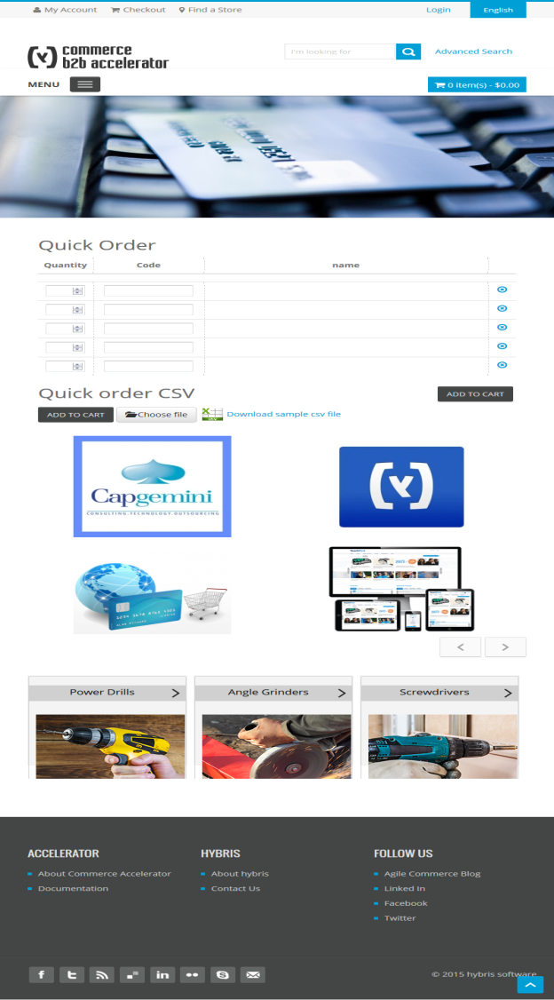 My Account Checkout Find a Store Login English
commerce
b2b accelerator
I'm looking for Advanced Search
MENU 0 item(s) - $0.00
Quick Order
Quantity Code name
Quick order CSV ADD TO CART
ADD TO CART Choose file Download sample csv file
Capgemini
CONSULTING.TECHNOLOGY.OUTSOURCING
Power Drills Angle Grinders Screwdrivers
ACCELERATOR HYBRIS FOLLOW US
About Commerce Accelerator About hybris Agile Commerce Blog
Documentation Contact Us Linked In
Facebook
Twitter
© 2015 hybris software